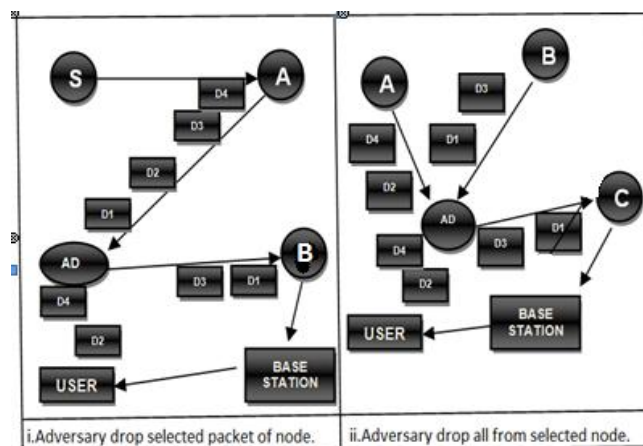 S
A
D4
D3
D2
D1
AD
B
D3
D1
D4
D2
BASE
STATION
USER
i.Adversary drop selected packet of node.
B
A
D3
D4
D1
D2
AD
C
D3
D1
D4
D2
BASE
STATION
USER
ii.Adversary drop all from selected node.